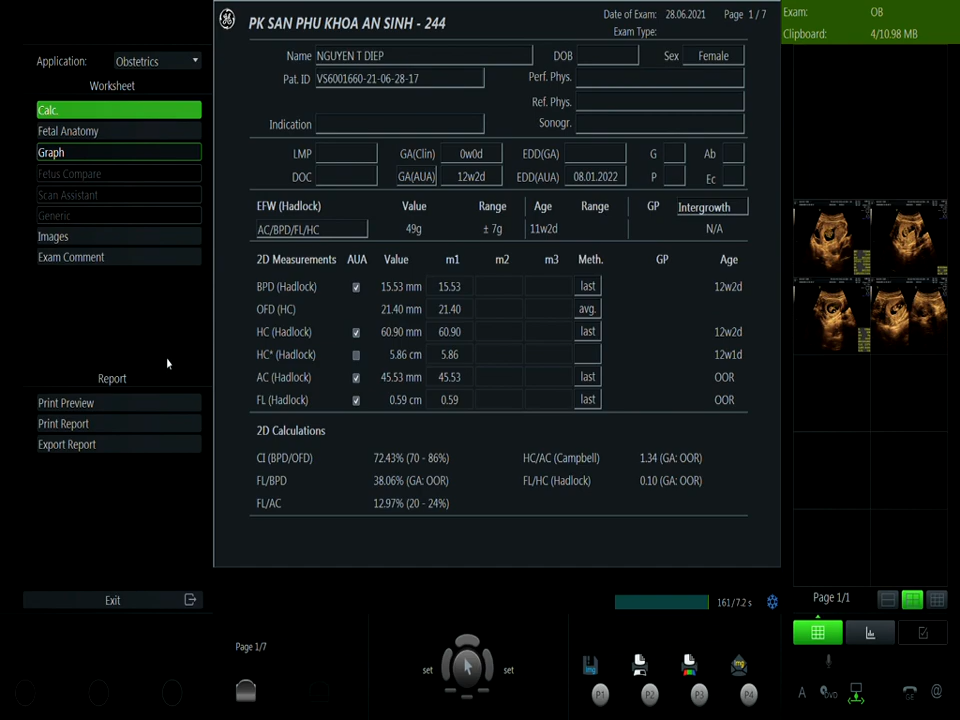 PK SAN PHU KHOA AN SINH - 244
Date of Exam: 28.06.2021 Page 1 / 7
Exam Type:
Name NGUYEN T DIEP DOB Sex Female
Pat. ID VS6001660-21-06-28-17 Perf. Phys.
Ref. Phys.
Indication Sonogr.
LMP GA(Clin) 0w0d EDD(GA) G Ab
DOC GA(AUA) 12w2d EDD(AUA) 08.01.2022 P Ec
EFW (Hadlock) Value Range Age Range GP Intergrowth
AC/BPD/FL/HC 49g ± 7g 11w2d N/A
2D Measurements AUA Value m1 m2 m3 Meth. GP Age
BPD (Hadlock) 15.53 mm 15.53 last 12w2d
OFD (HC) 21.40 mm 21.40 avg.
HC (Hadlock) 60.90 mm 60.90 last 12w2d
HC* (Hadlock) 5.86 cm 5.86 12w1d
AC (Hadlock) 45.53 mm 45.53 last OOR
FL (Hadlock) 0.59 cm 0.59 last OOR
2D Calculations
CI (BPD/OFD) 72.43% (70 - 86%) HC/AC (Campbell) 1.34 (GA: OOR)
FL/BPD 38.06% (GA: OOR) FL/HC (Hadlock) 0.10 (GA: OOR)
FL/AC 12.97% (20 - 24%)
Application: Obstetrics
Worksheet
Calc.
Fetal Anatomy
Graph
Fetus Compare
Scan Assistant
Generic
Images
Exam Comment
Report
Print Preview
Print Report
Export Report
Exit
Exam: OB
Clipboard: 4/10.98 MB
Page 1/1
161/7.2 s
Page 1/7
set set
P1 P2 P3 P4
A DVD @